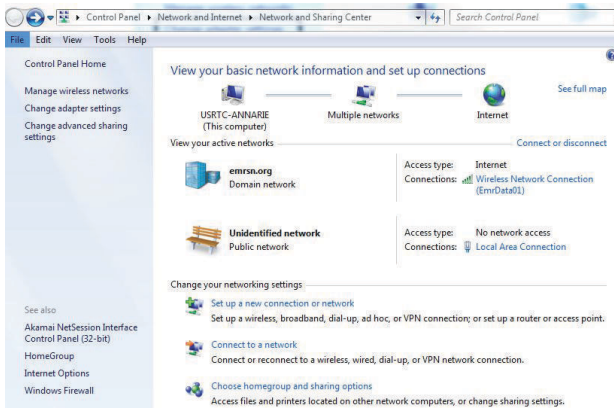 Control Panel ▸ Network and Internet ▸ Network and Sharing Center
Search Control Panel
File Edit View Tools Help
Control Panel Home
Manage wireless networks
Change adapter settings
Change advanced sharing
settings
View your basic network information and set up connections
See full map
USRTC-ANNARIE
(This computer)
Multiple networks
Internet
View your active networks
Connect or disconnect
emrsn.org
Domain network
Access type: Internet
Connections: Wireless Network Connection
(EmrData01)
Unidentified network
Public network
Access type: No network access
Connections: Local Area Connection
Change your networking settings
Set up a new connection or network
Set up a wireless, broadband, dial-up, ad hoc, or VPN connection; or set up a router or access point.
Connect to a network
Connect or reconnect to a wireless, wired, dial-up, or VPN network connection.
Choose homegroup and sharing options
Access files and printers located on other network computers, or change sharing settings.
See also
Akamai NetSession Interface
Control Panel (32-bit)
HomeGroup
Internet Options
Windows Firewall